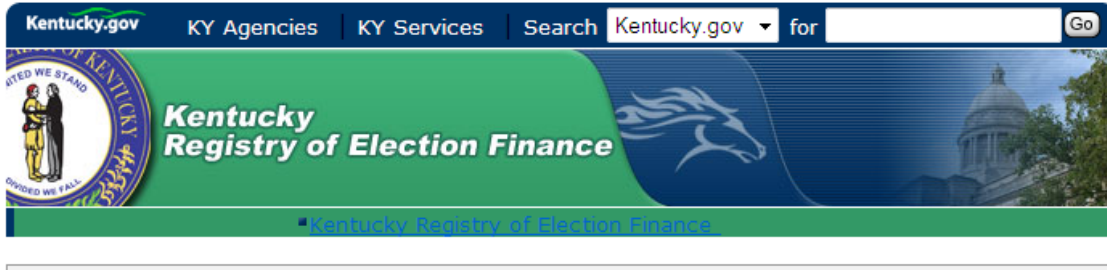 Kentucky.gov KY Agencies KY Services Search Kentucky.gov for Go
UNITED WE STAND
KENTUCKY
DIVIDED WE FALL
Kentucky
Registry of Election Finance
Kentucky Registry of Election Finance